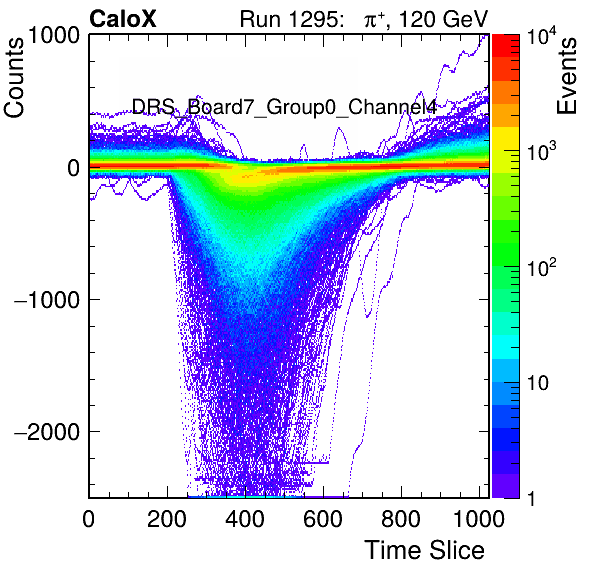 CaloX Run 1295: π⁺, 120 GeV
DRS_Board7_Group0_Channel4
Counts
1000
0
−1000
−2000
0 200 400 600 800 1000
Time Slice
Events
10⁴
10³
10²
10
1